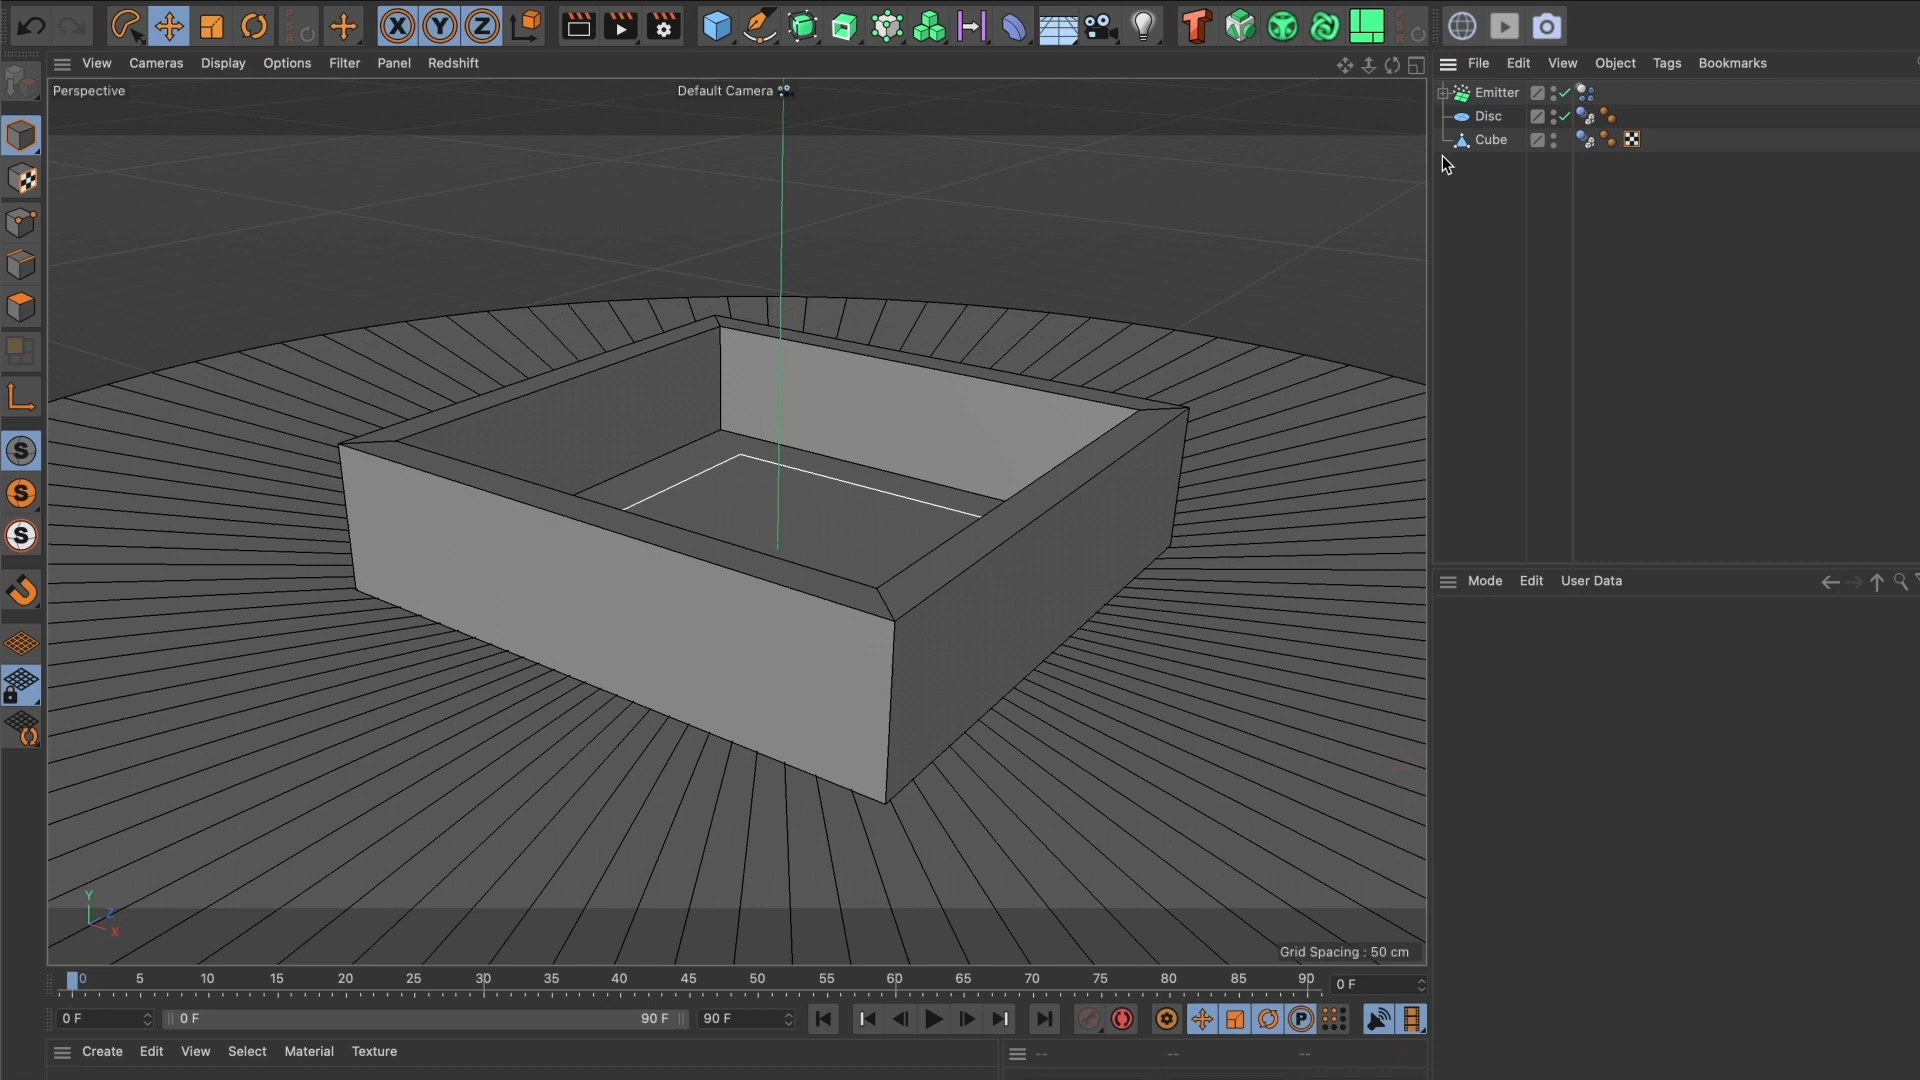 View Cameras Display Options Filter Panel Redshift
File Edit View Object Tags Bookmarks
Perspective
Default Camera
Emitter
Disc
Cube
Mode Edit User Data
Y
Z
X
Grid Spacing : 50 cm
0 5 10 15 20 25 30 35 40 45 50 55 60 65 70 75 80 85 90
0 F
0 F 0 F 90 F 90 F
Create Edit View Select Material Texture
-- -- --
X Y Z
PSR
PSR
S
S
S
T
P